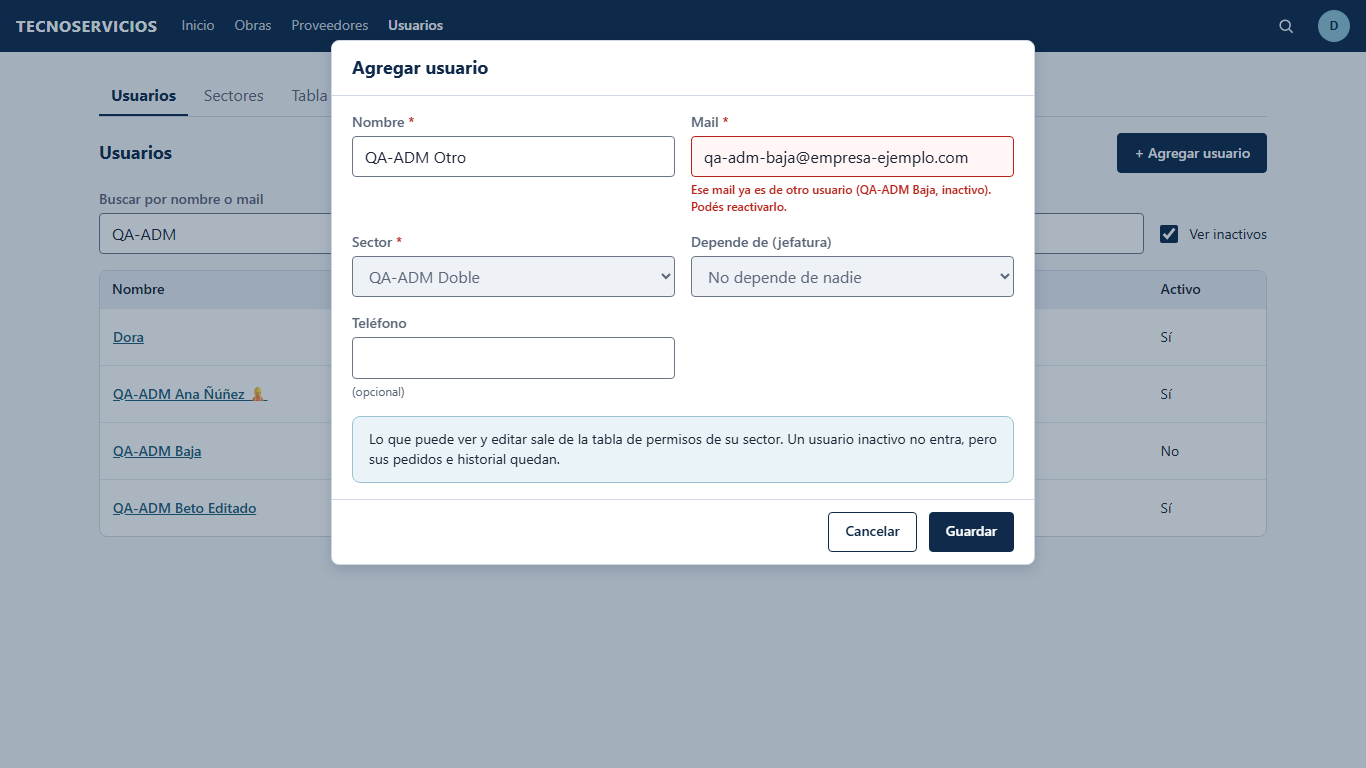 TECNOSERVICIOS Inicio Obras Proveedores Usuarios D
Usuarios Sectores Tabla
Usuarios
+ Agregar usuario
Buscar por nombre o mail
QA-ADM
Ver inactivos
Nombre Activo
Dora Sí
QA-ADM Ana Ñúñez Sí
QA-ADM Baja No
QA-ADM Beto Editado Sí
Agregar usuario
Nombre * Mail *
QA-ADM Otro qa-adm-baja@empresa-ejemplo.com
Ese mail ya es de otro usuario (QA-ADM Baja, inactivo).
Podés reactivarlo.
Sector * Depende de (jefatura)
QA-ADM Doble No depende de nadie
Teléfono
(opcional)
Lo que puede ver y editar sale de la tabla de permisos de su sector. Un usuario inactivo no entra, pero
sus pedidos e historial quedan.
Cancelar Guardar